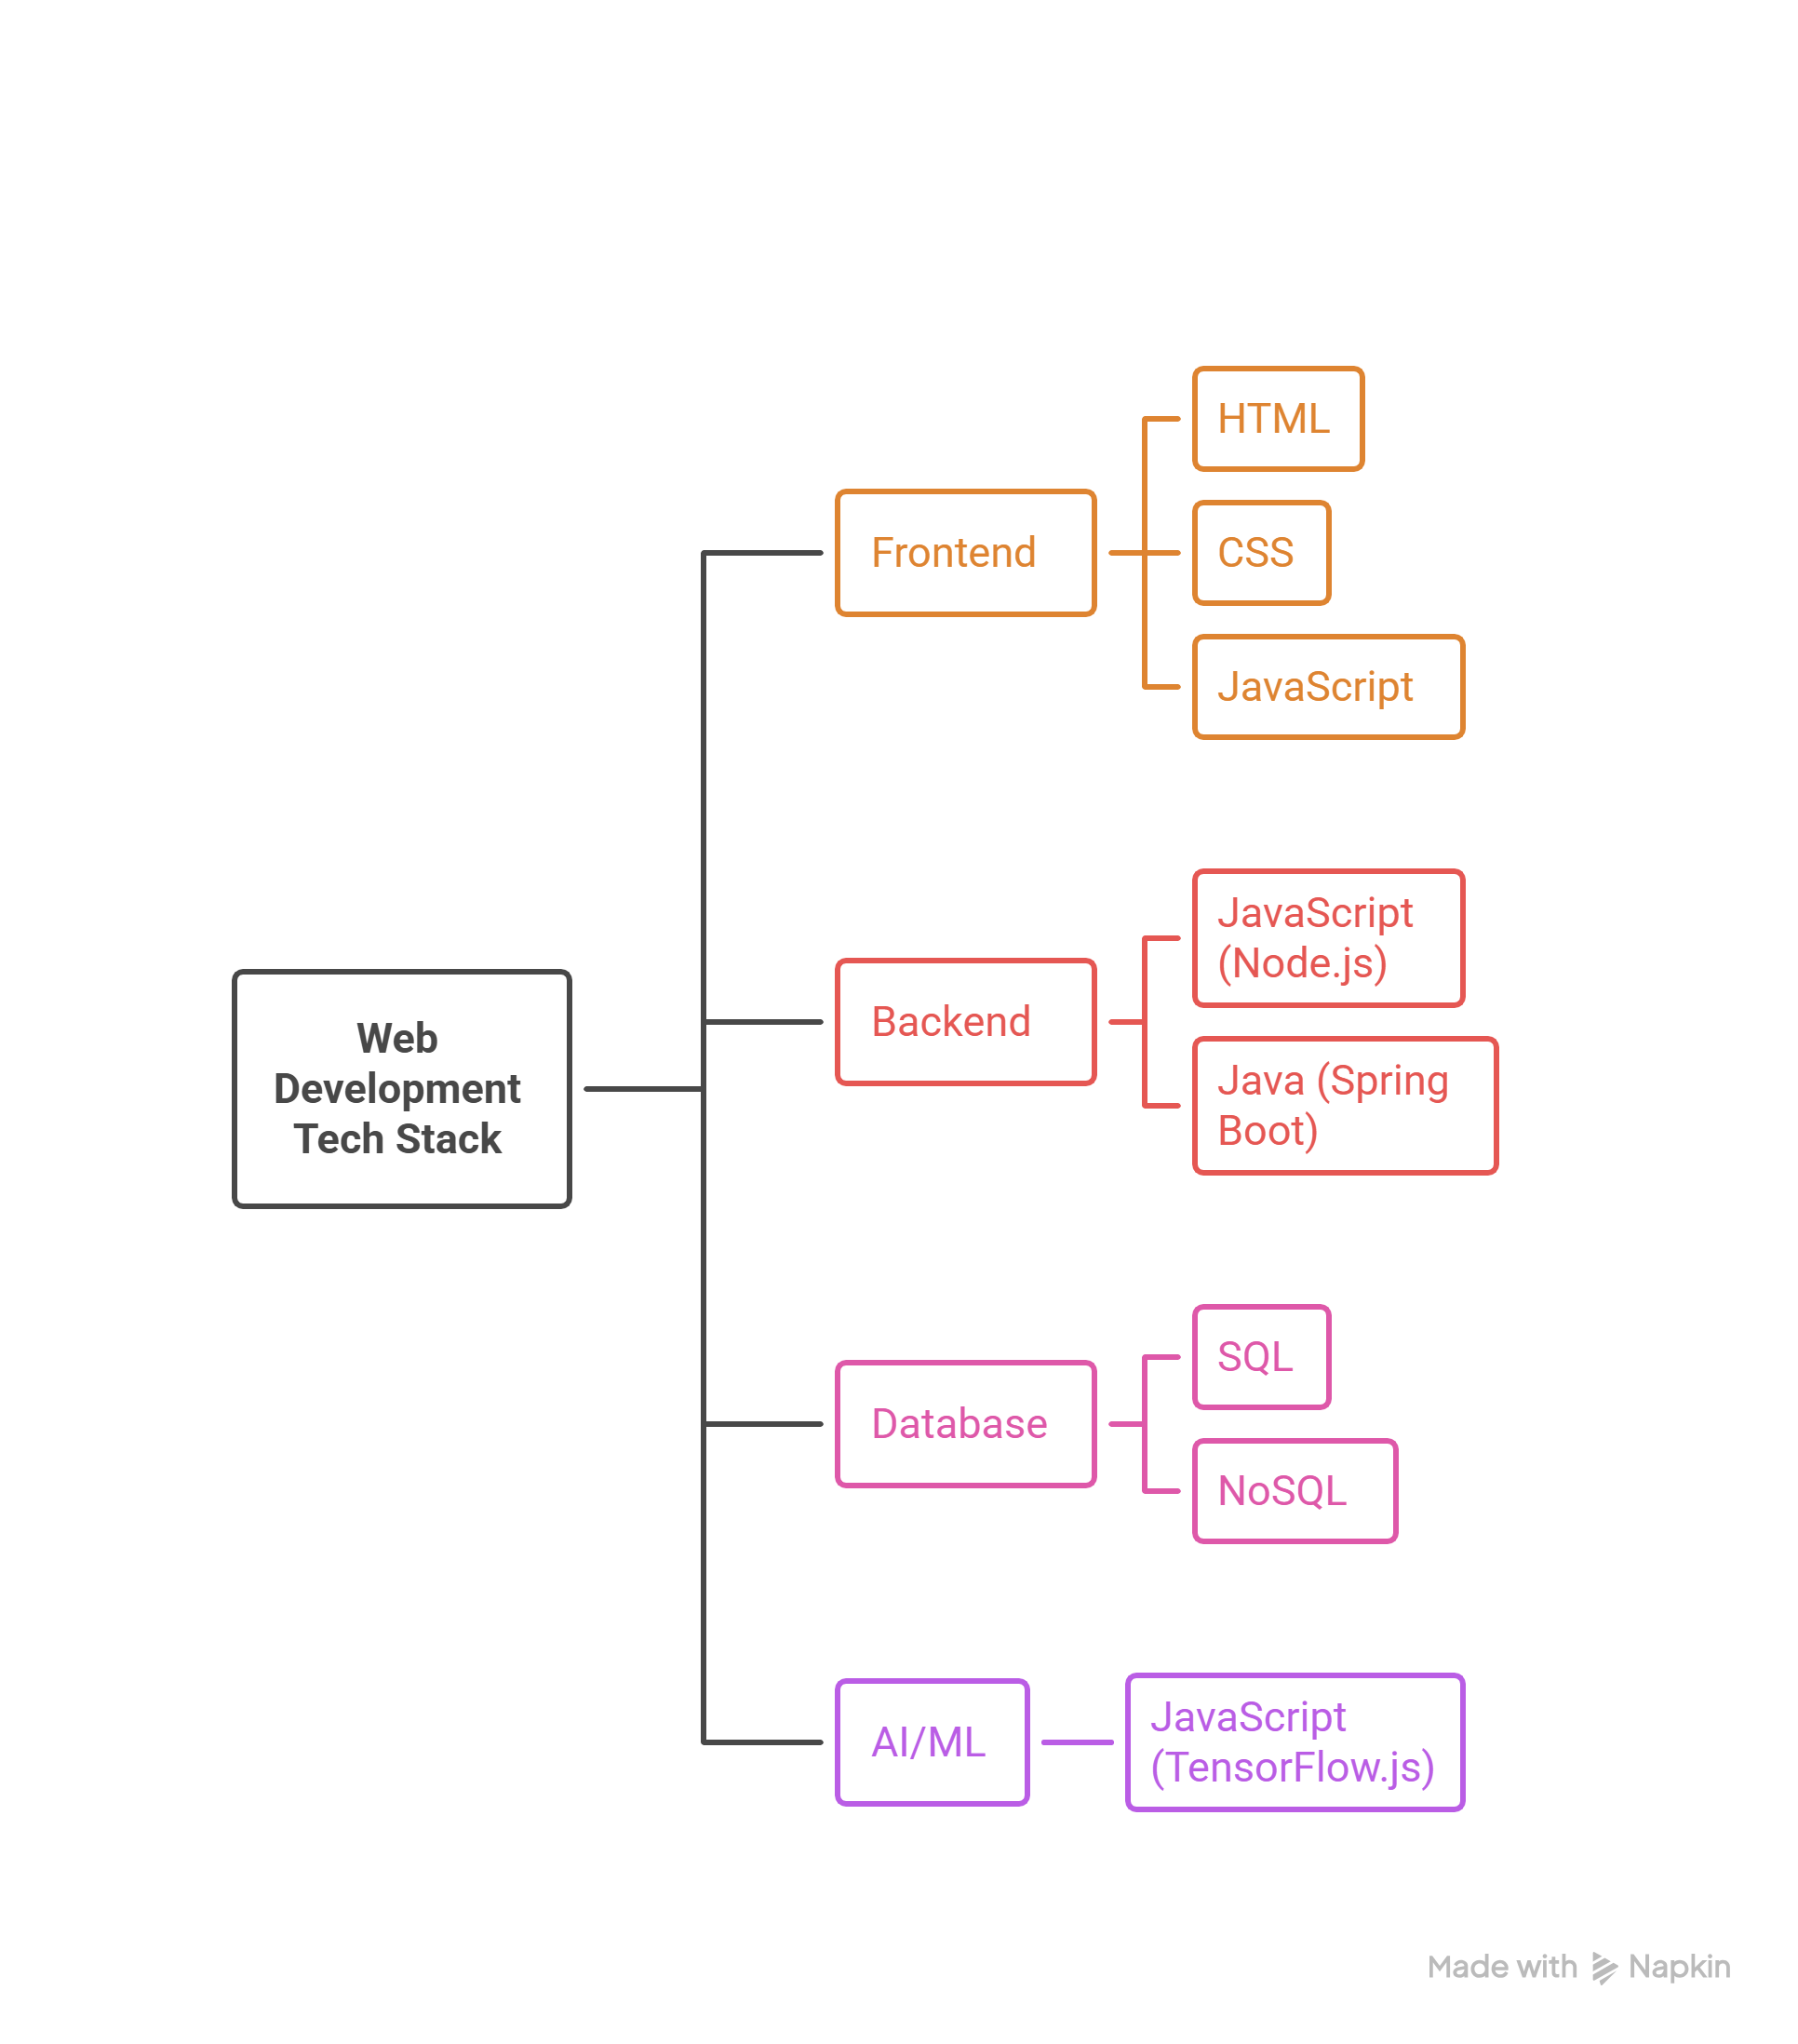 Web
Development
Tech Stack
Frontend
HTML
CSS
JavaScript
Backend
JavaScript
(Node.js)
Java (Spring
Boot)
Database
SQL
NoSQL
AI/ML
JavaScript
(TensorFlow.js)
Made with Napkin